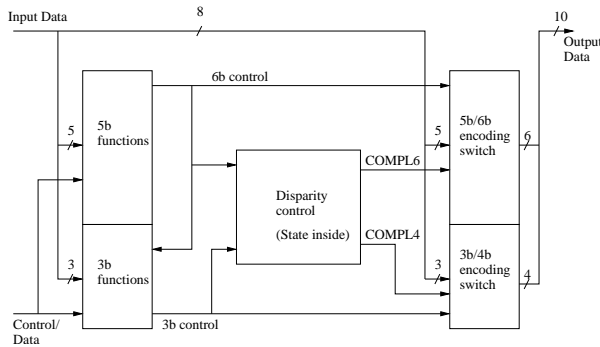 Input Data
8
10
Output
Data
6b control
5b
functions
5
5b/6b
encoding
switch
5
6
COMPL6
Disparity
control
(State inside)
COMPL4
3b
functions
3
3b/4b
encoding
switch
3
4
Control/
Data
3b control